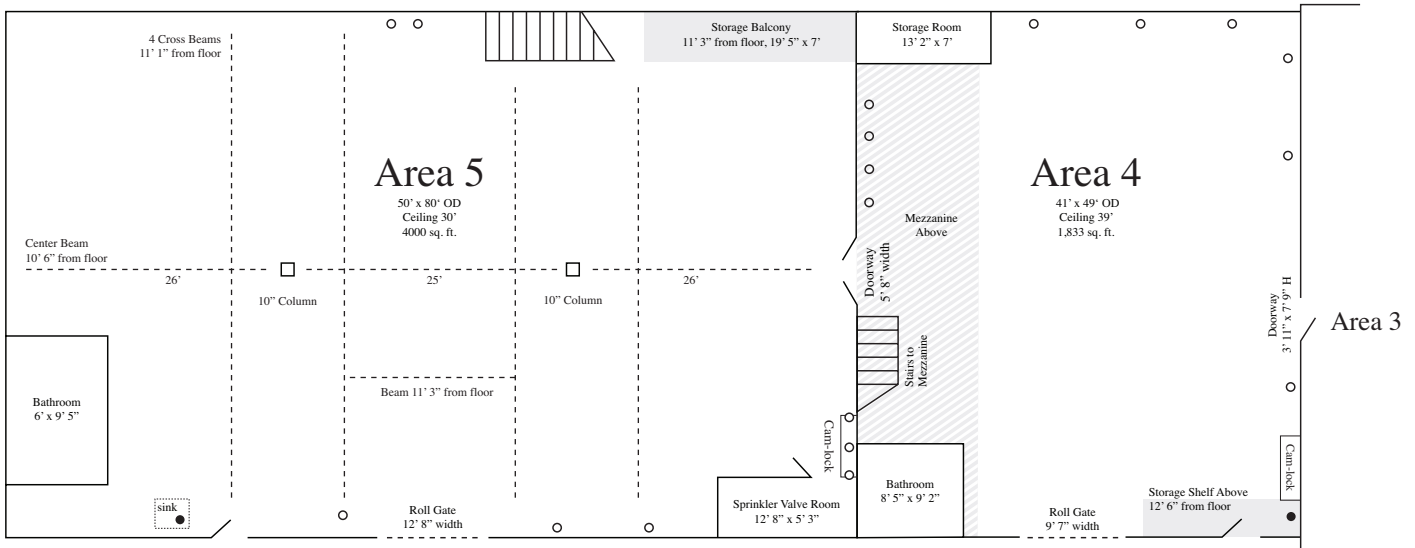 4 Cross Beams
11’ 1” from floor
Storage Balcony
11’ 3” from floor, 19’ 5” x 7’
Storage Room
13’ 2” x 7’
Area 5
50’ x 80‘ OD
Ceiling 30’
4000 sq. ft.
Area 4
41’ x 49‘ OD
Ceiling 39’
1,833 sq. ft.
Mezzanine
Above
Center Beam
10’ 6” from floor
26’
25’
26’
10” Column
10” Column
Doorway
5’ 8” width
Doorway
3’ 11” x 7’ 9” H
Area 3
Stairs to
Mezzanine
Beam 11’ 3” from floor
Bathroom
6’ x 9’ 5”
Cam-lock
Cam-lock
sink
Roll Gate
12’ 8” width
Sprinkler Valve Room
12’ 8” x 5’ 3”
Bathroom
8’ 5” x 9’ 2”
Roll Gate
9’ 7” width
Storage Shelf Above
12’ 6” from floor